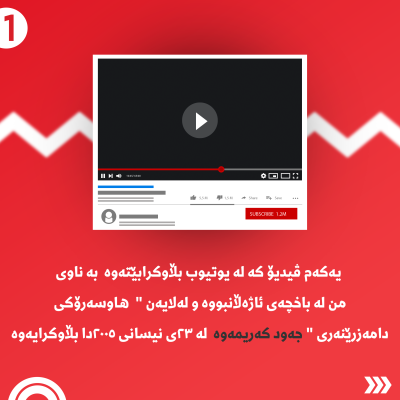 1
SUBSCRIBE 1.2M
یەکەم ڤیدیۆ کە لە یوتیوب بڵاوکرابێتەوە بە ناوی
من لە باخچەی ئاژەڵانبووە و لەلایەن " هاوسەرۆکی
دامەزرێنەری " جەود کەریمەوە لە ٢٣ی نیسانی ٢٠٠٥دا بڵاوکرایەوە